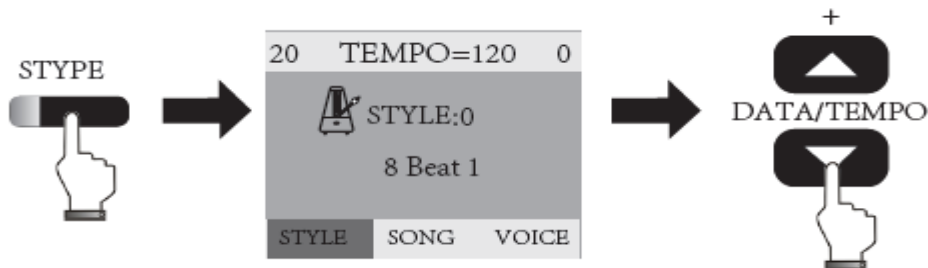 STYPE
20 TEMPO=120 0
STYLE:0
8 Beat 1
STYLE SONG VOICE
+
DATA/TEMPO